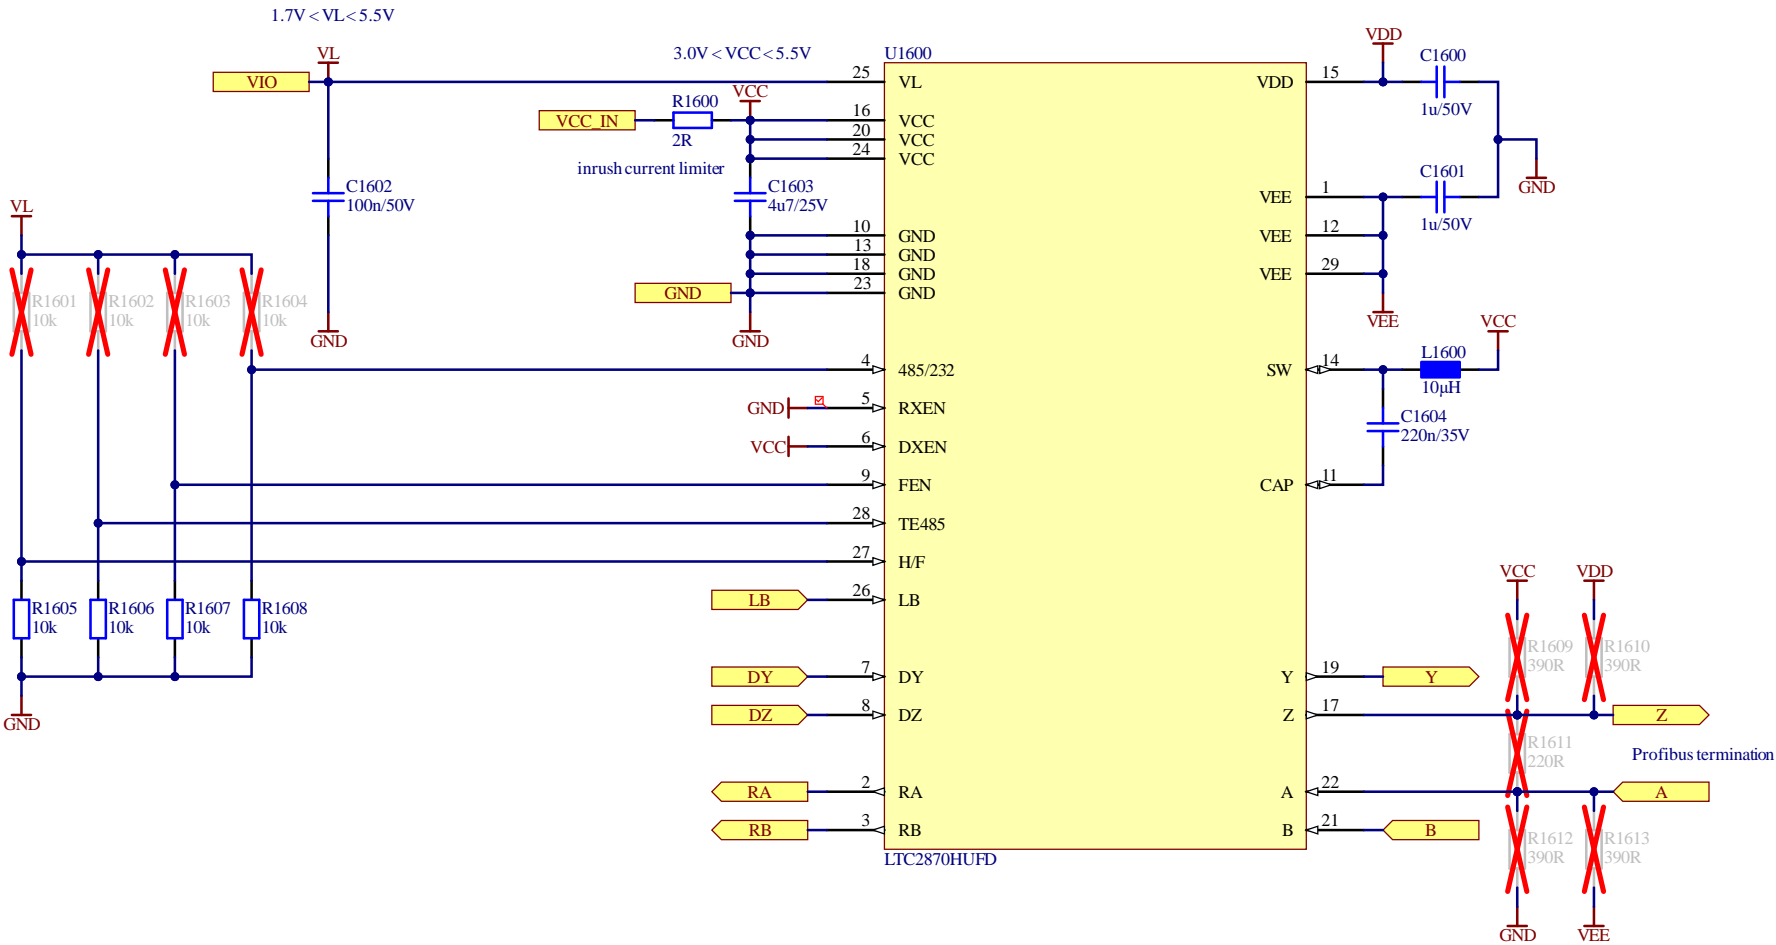 1.7V < VL < 5.5V
VL
VIO
3.0V < VCC < 5.5V
VCC
VCC_IN
R1600
2R
inrush current limiter
C1602
100n/50V
GND
C1603
4u7/25V
GND
GND
VL
R1601
10k
R1602
10k
R1603
10k
R1604
10k
R1605
10k
R1606
10k
R1607
10k
R1608
10k
GND
GND
VCC
LB
DY
DZ
RA
RB
U1600
25 VL
16 VCC
20 VCC
24 VCC
10 GND
13 GND
18 GND
23 GND
4 485/232
5 RXEN
6 DXEN
9 FEN
28 TE485
27 H/F
26 LB
7 DY
8 DZ
2 RA
3 RB
VDD 15
VEE 1
VEE 12
VEE 29
SW 14
CAP 11
Y 19
Z 17
A 22
B 21
LTC2870HUFD
VDD
C1600
1u/50V
C1601
1u/50V
GND
VEE
VCC
L1600
10µH
C1604
220n/35V
VCC
VDD
R1609
390R
R1610
390R
Y
Z
R1611
220R
Profibus termination
A
B
R1612
390R
R1613
390R
GND
VEE